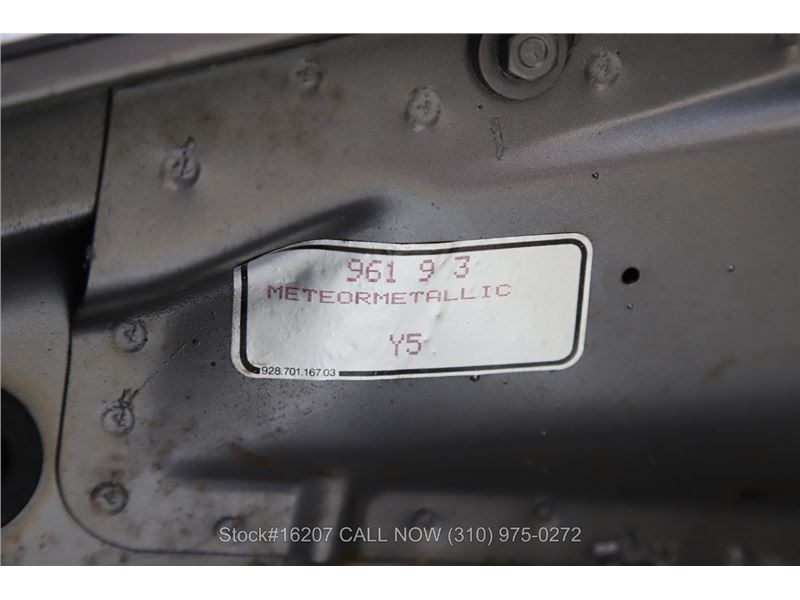 961 9 3
METEORMETALLIC
Y5
928.701.167.03
Stock#16207 CALL NOW (310) 975-0272